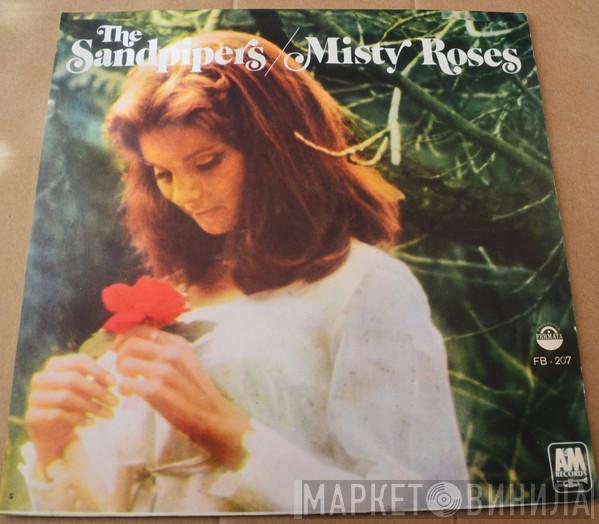 The
Sandpipers/Misty Roses
FERMATA
FB - 207
A&M
RECORDS
МАРКЕТ ВИНИЛА